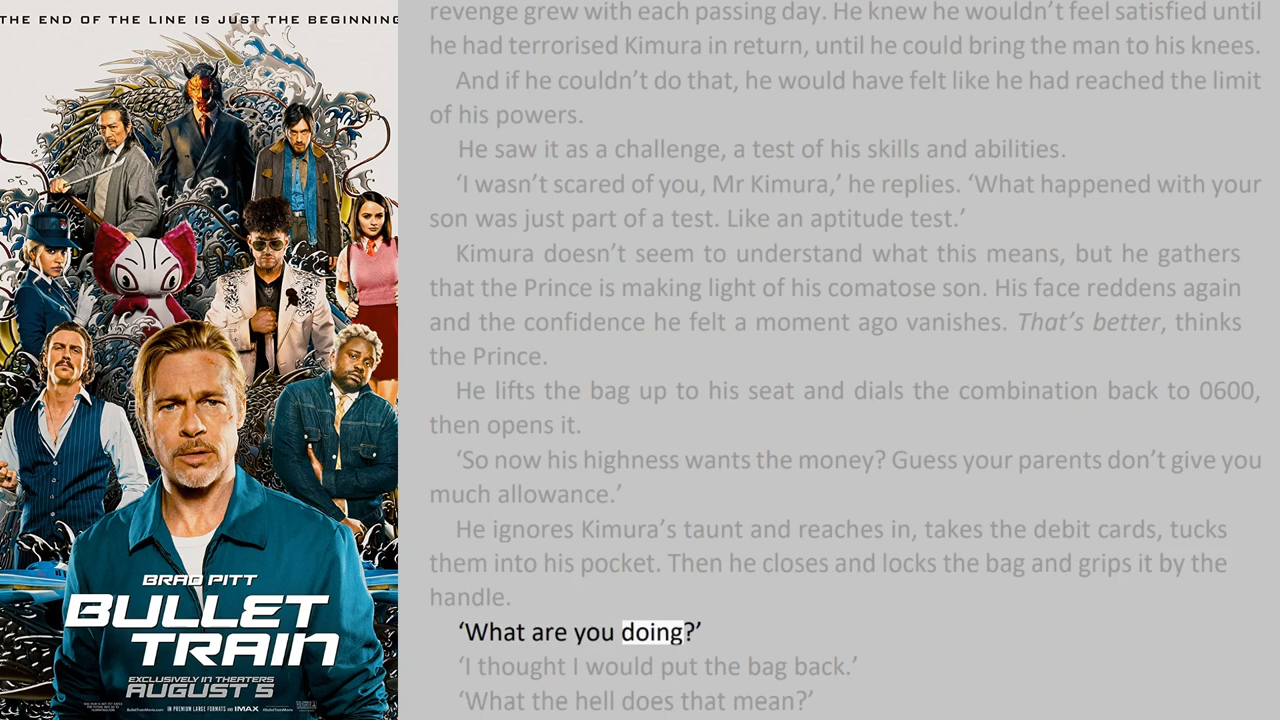 THE END OF THE LINE IS JUST THE BEGINNING
BRAD PITT
BULLET
TRAIN
EXCLUSIVELY IN THEATERS
AUGUST 5
BulletTrainMovie.com
IN PREMIUM LARGE FORMATS AND IMAX
#BulletTrainMovie
revenge grew with each passing day. He knew he wouldn’t feel satisfied until
he had terrorised Kimura in return, until he could bring the man to his knees.
And if he couldn’t do that, he would have felt like he had reached the limit
of his powers.
He saw it as a challenge, a test of his skills and abilities.
‘I wasn’t scared of you, Mr Kimura,’ he replies. ‘What happened with your
son was just part of a test. Like an aptitude test.’
Kimura doesn’t seem to understand what this means, but he gathers
that the Prince is making light of his comatose son. His face reddens again
and the confidence he felt a moment ago vanishes. That’s better, thinks
the Prince.
He lifts the bag up to his seat and dials the combination back to 0600,
then opens it.
‘So now his highness wants the money? Guess your parents don’t give you
much allowance.’
He ignores Kimura’s taunt and reaches in, takes the debit cards, tucks
them into his pocket. Then he closes and locks the bag and grips it by the
handle.
‘What are you doing?’
‘I thought I would put the bag back.’
‘What the hell does that mean?’